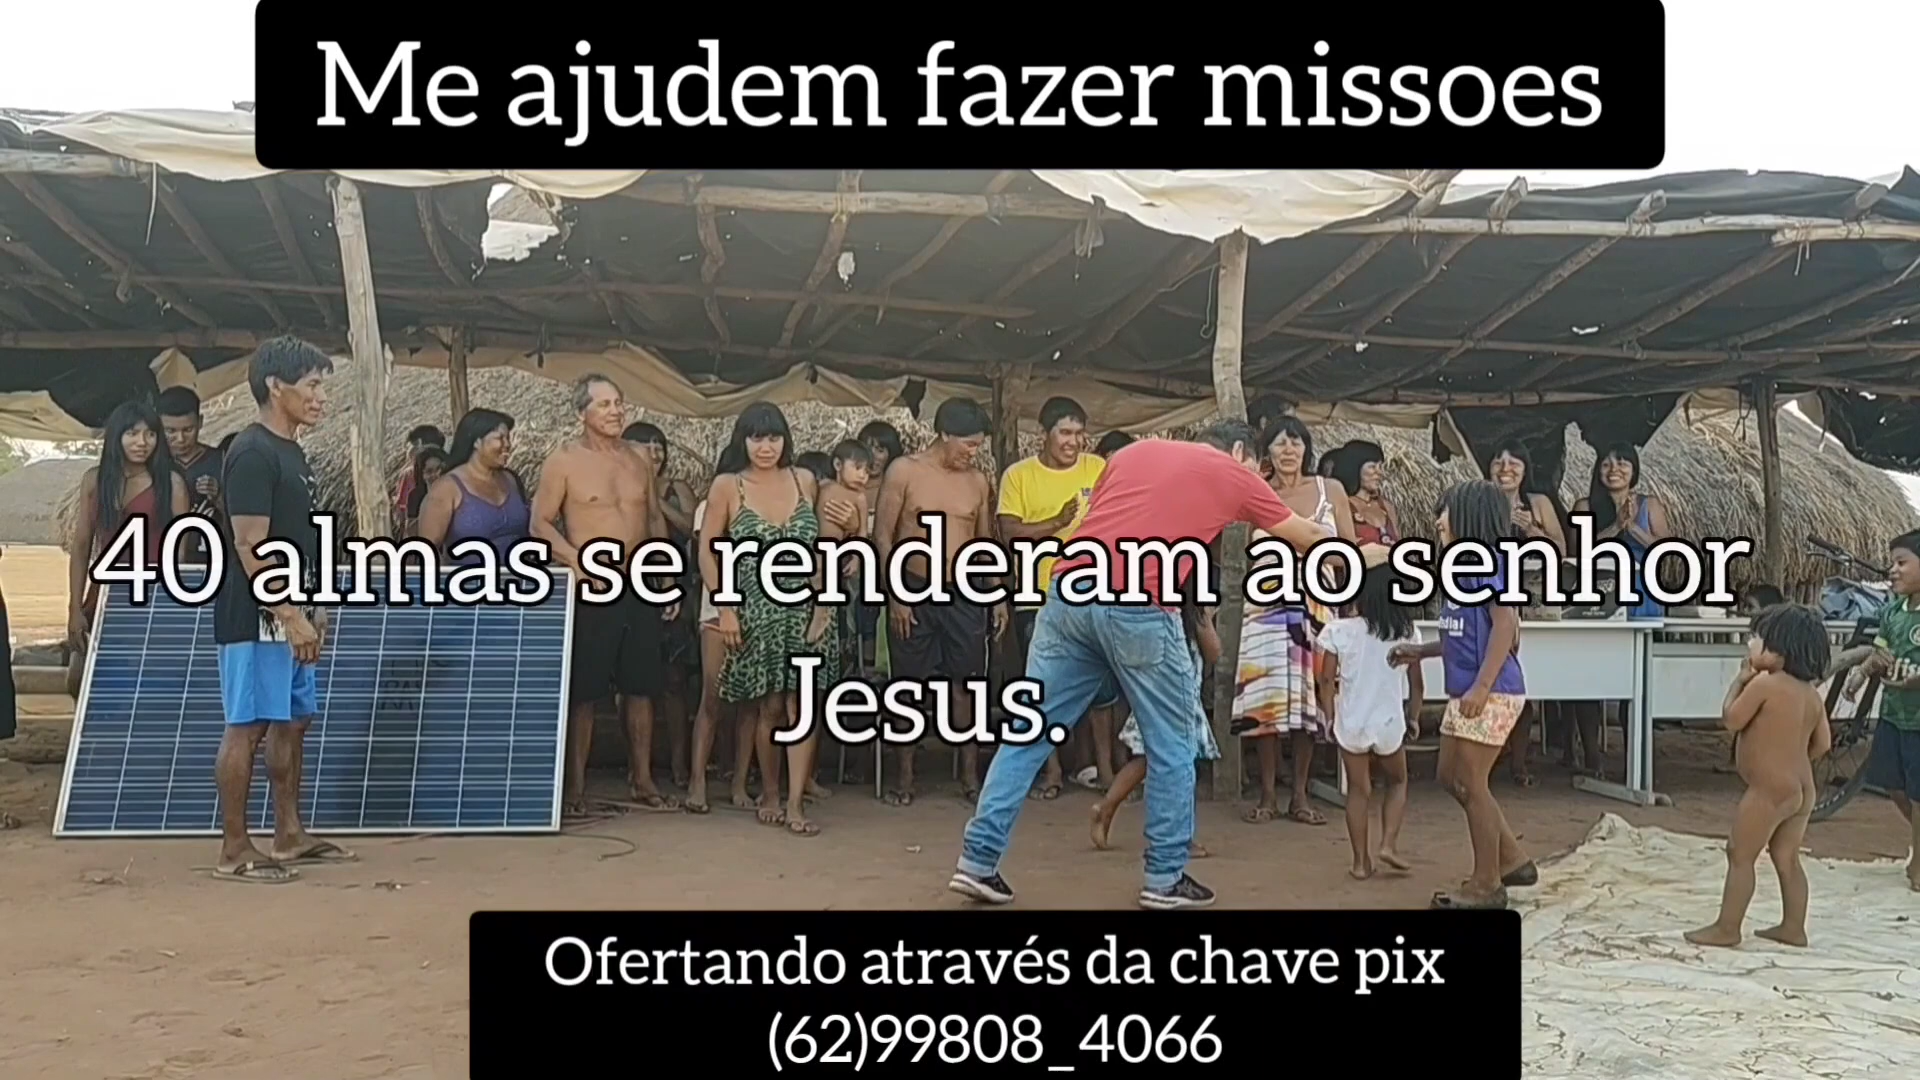 Me ajudem fazer missoes
40 almas se renderam ao senhor
Jesus.
Ofertando através da chave pix
(62)99808_4066